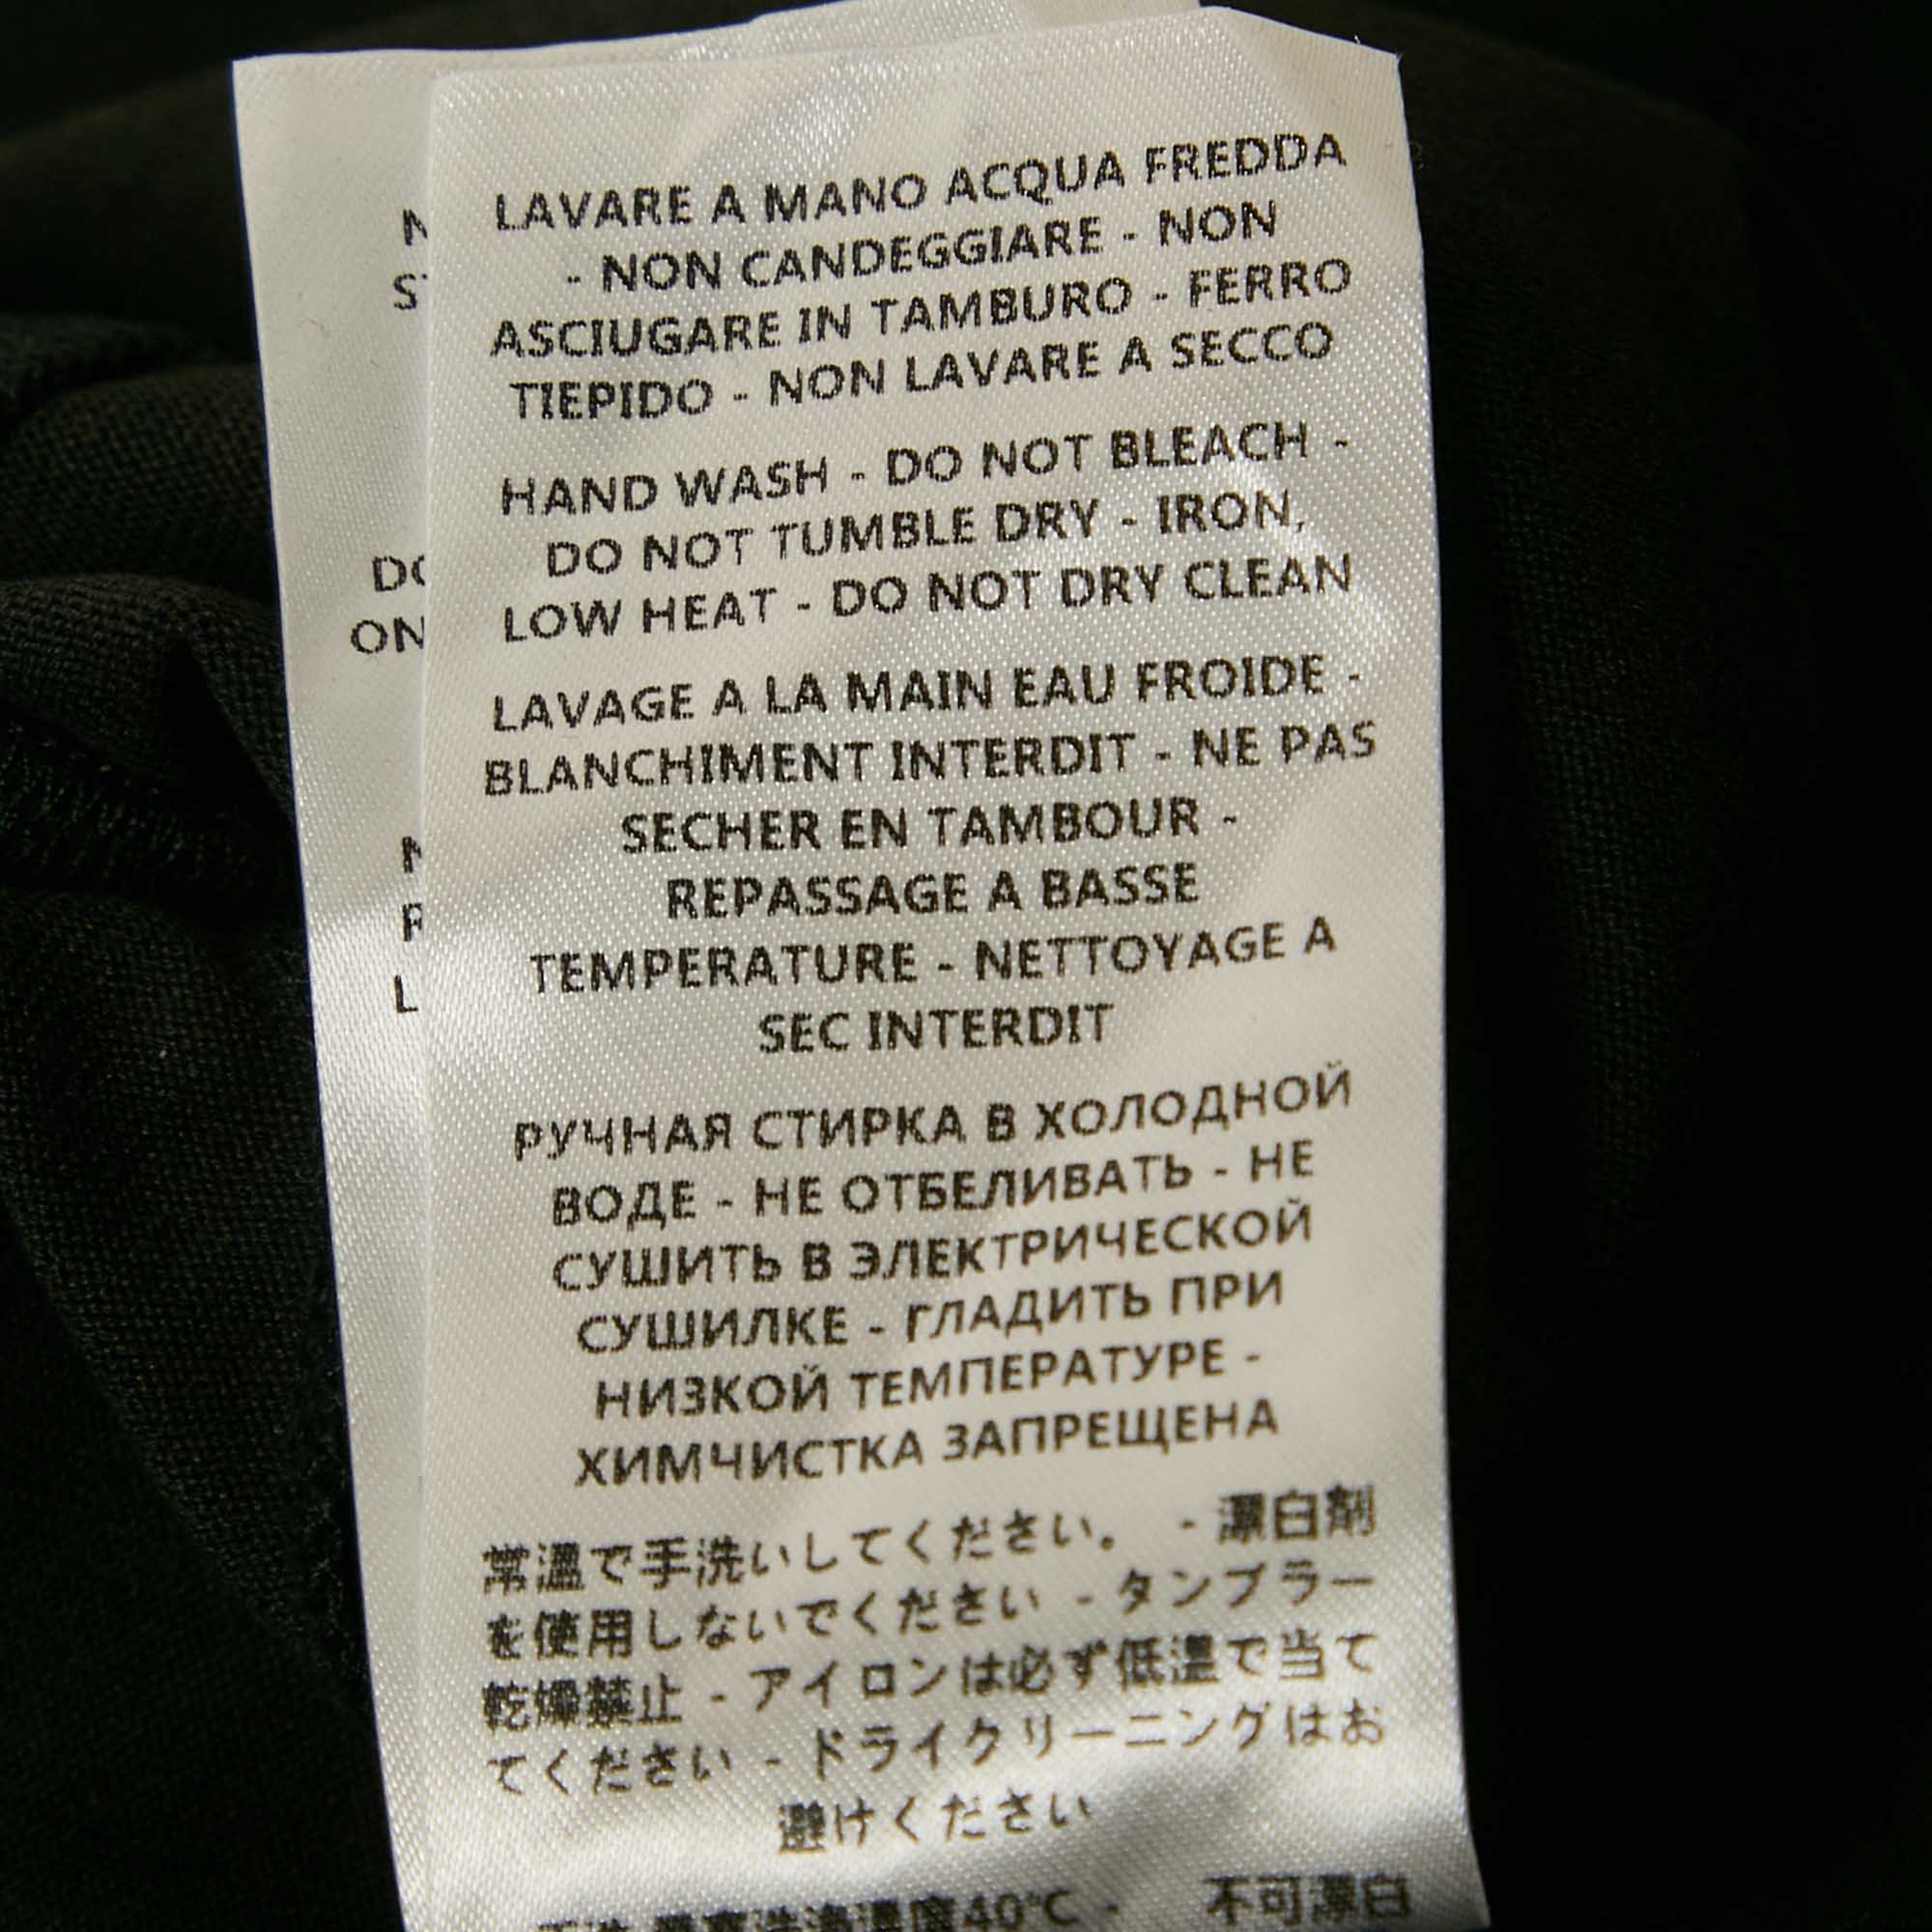 LAVARE A MANO ACQUA FREDDA
- NON CANDEGGIARE - NON
ASCIUGARE IN TAMBURO - FERRO
TIEPIDO - NON LAVARE A SECCO
HAND WASH - DO NOT BLEACH -
DO NOT TUMBLE DRY - IRON,
LOW HEAT - DO NOT DRY CLEAN
LAVAGE A LA MAIN EAU FROIDE -
BLANCHIMENT INTERDIT - NE PAS
SECHER EN TAMBOUR -
REPASSAGE A BASSE
TEMPERATURE - NETTOYAGE A
SEC INTERDIT
РУЧНАЯ СТИРКА В ХОЛОДНОЙ
ВОДЕ - НЕ ОТБЕЛИВАТЬ - НЕ
СУШИТЬ В ЭЛЕКТРИЧЕСКОЙ
СУШИЛКЕ - ГЛАДИТЬ ПРИ
НИЗКОЙ ТЕМПЕРАТУРЕ -
ХИМЧИСТКА ЗАПРЕЩЕНА
常温で手洗いしてください。 - 漂白剤
を使用しないでください - タンブラー
乾燥禁止 - アイロンは必ず低温で当て
てください - ドライクリーニングはお
避けください
40℃ - 不可漂白